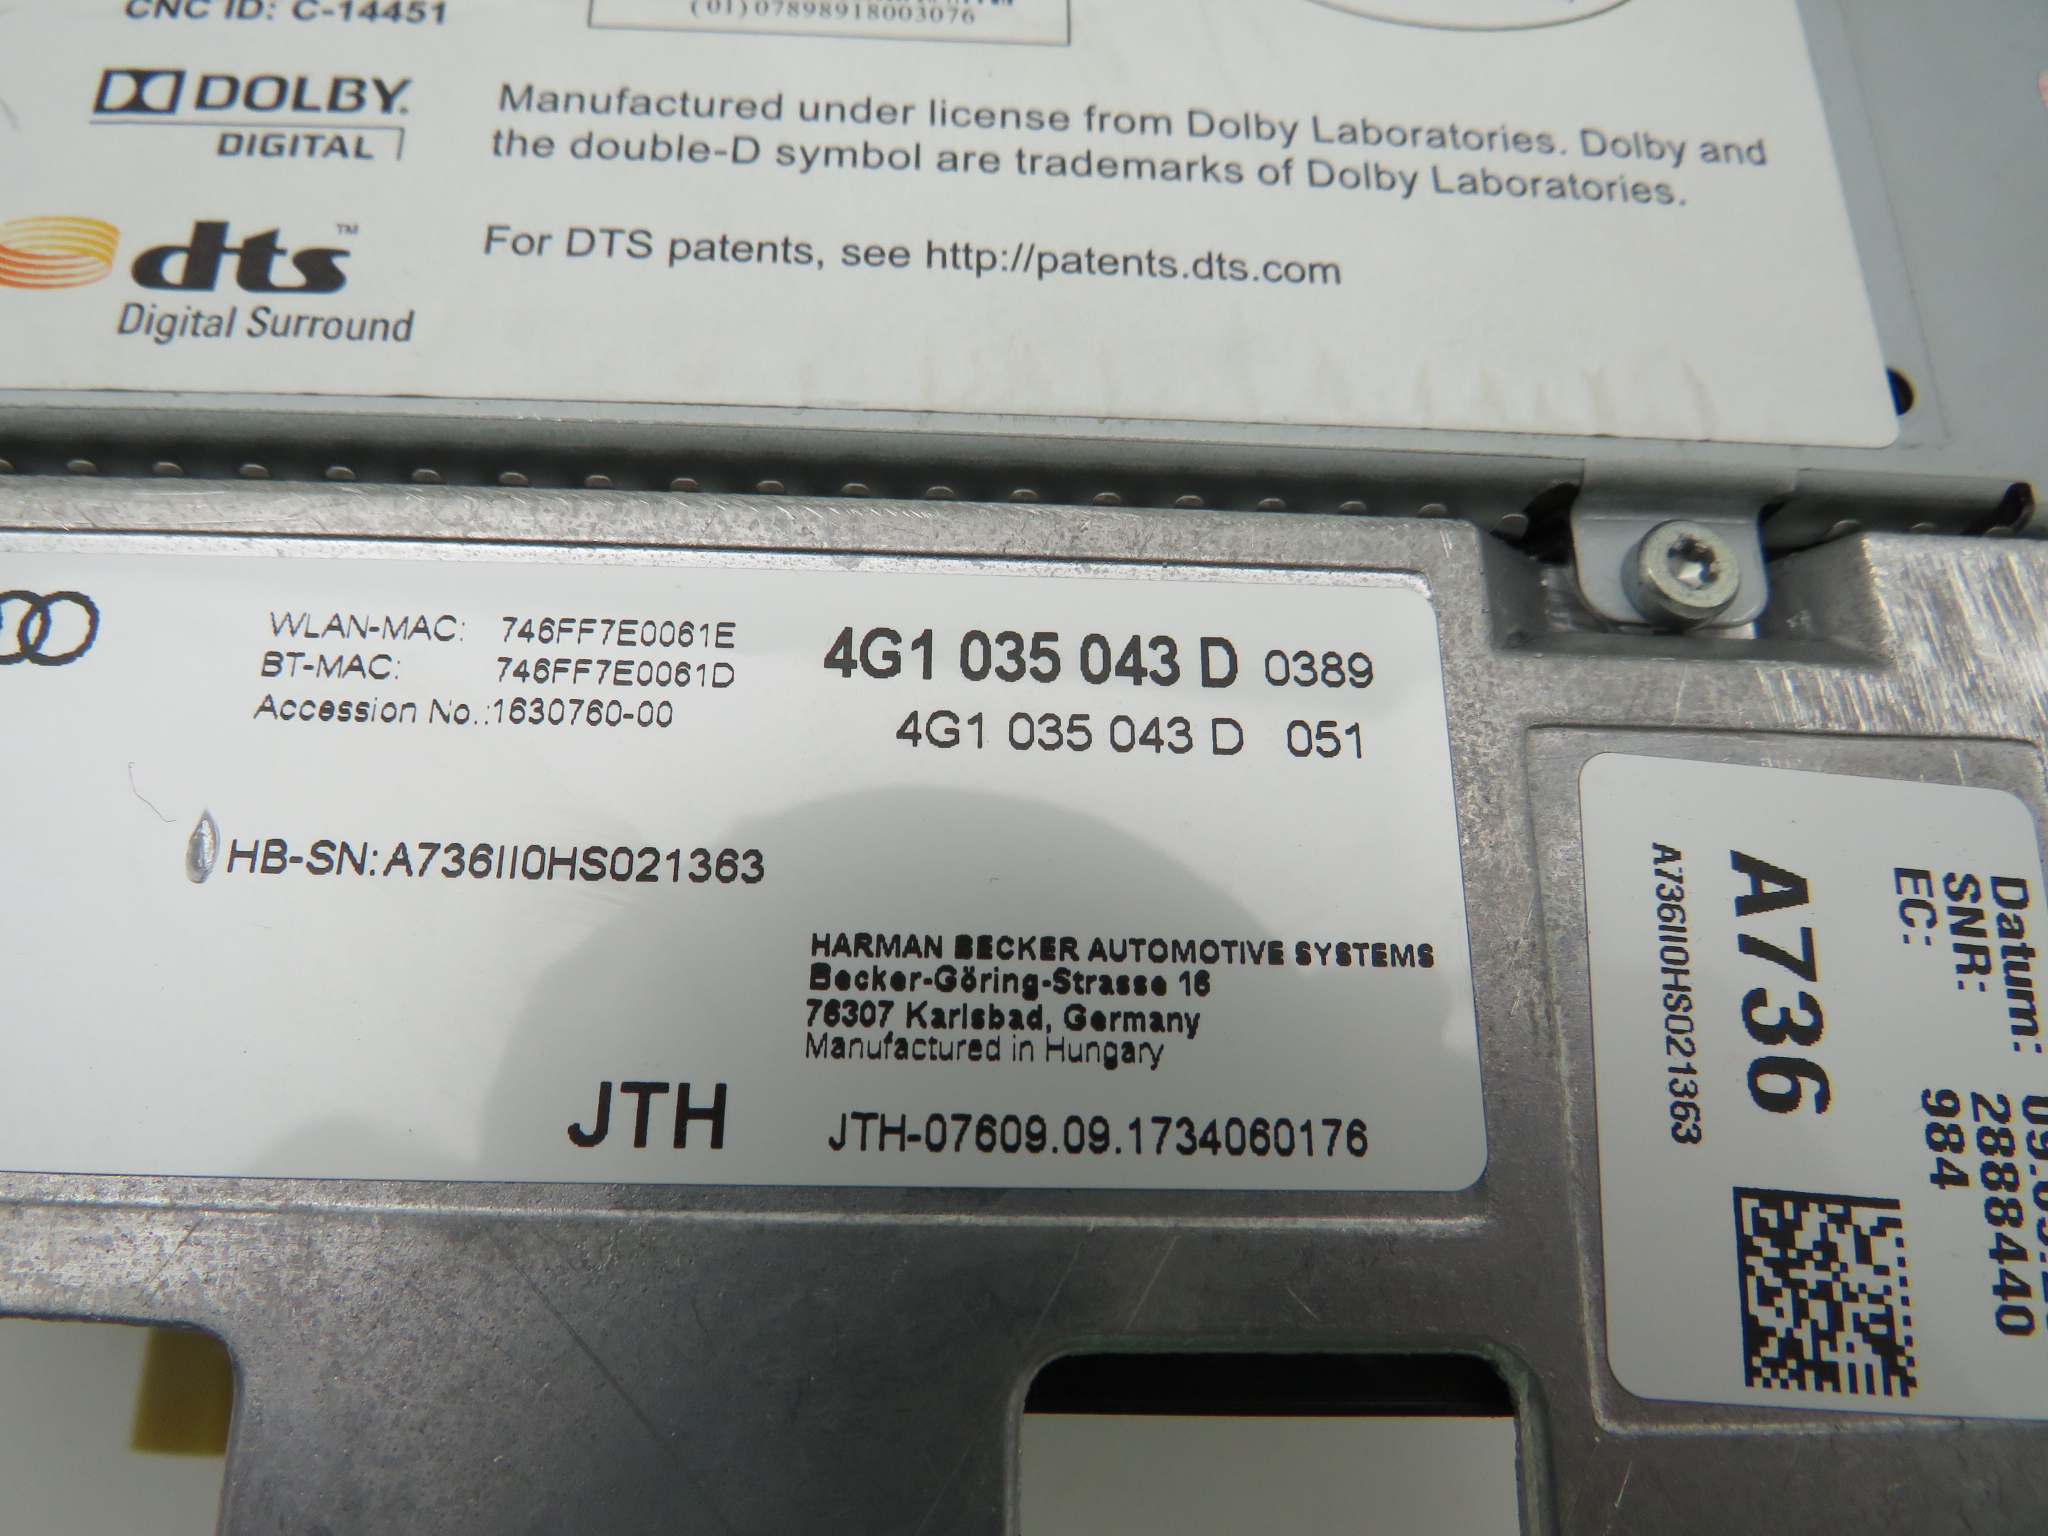 CNC ID: C-14451
(01)07898918003076
DOLBY.
DIGITAL
Manufactured under license from Dolby Laboratories. Dolby and
the double-D symbol are trademarks of Dolby Laboratories.
dts™
Digital Surround
For DTS patents, see http://patents.dts.com
WLAN-MAC: 746FF7E0061E
BT-MAC: 746FF7E0061D
Accession No.:1630760-00
4G1 035 043 D 0389
4G1 035 043 D 051
HB-SN: A736II0HS021363
HARMAN BECKER AUTOMOTIVE SYSTEMS
Becker-Göring-Strasse 16
76307 Karlsbad, Germany
Manufactured in Hungary
JTH
JTH-07609.09.1734060176
Datum:
SNR: 28888440
EC: 984
A736
A736II0HS021363